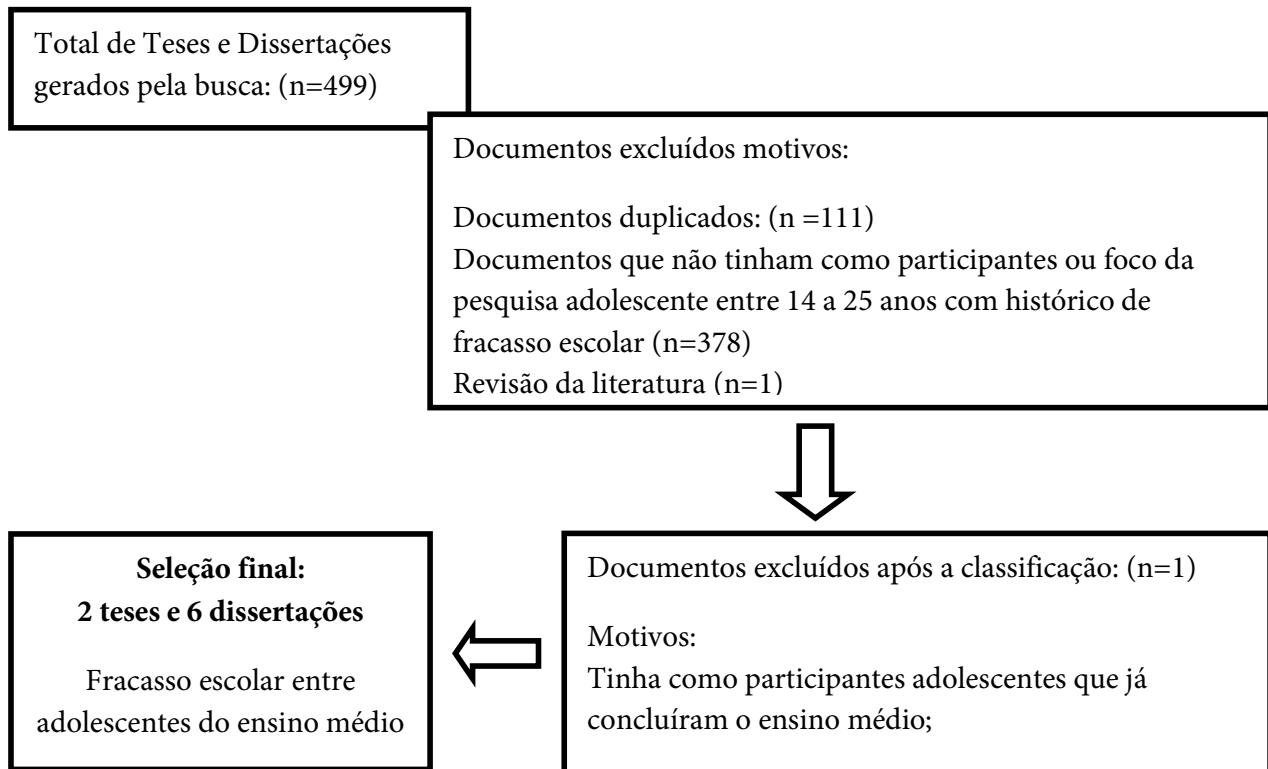 Total de Teses e Dissertações
gerados pela busca: (n=499)
Documentos excluídos motivos:
Documentos duplicados: (n =111)
Documentos que não tinham como participantes ou foco da
pesquisa adolescente entre 14 a 25 anos com histórico de
fracasso escolar (n=378)
Revisão da literatura (n=1)
Documentos excluídos após a classificação: (n=1)
Motivos:
Tinha como participantes adolescentes que já
concluíram o ensino médio;
Seleção final:
2 teses e 6 dissertações
Fracasso escolar entre
adolescentes do ensino médio